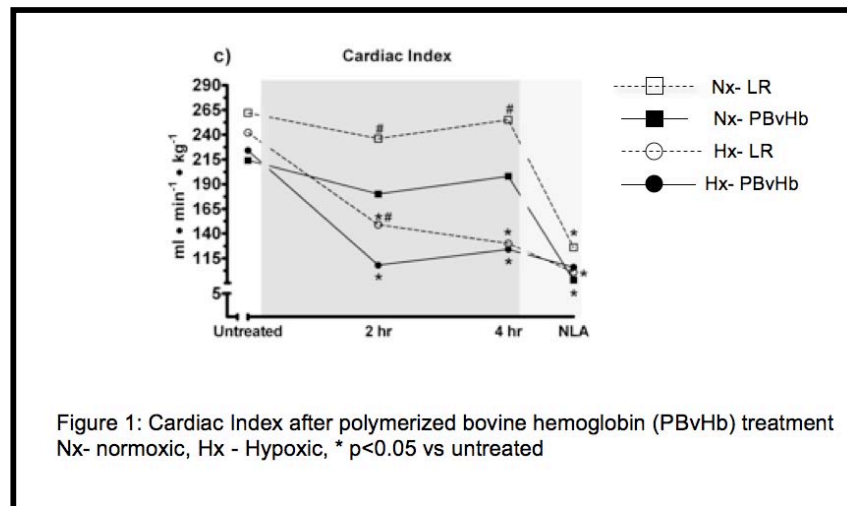 c)
Cardiac Index
290
265
240
215
190
165
140
115
5
ml • min⁻¹ • kg⁻¹
# # *# * * * * * *
Untreated 2 hr 4 hr NLA
Nx- LR
Nx- PBvHb
Hx- LR
Hx- PBvHb
Figure 1: Cardiac Index after polymerized bovine hemoglobin (PBvHb) treatment
Nx- normoxic, Hx - Hypoxic, * p<0.05 vs untreated